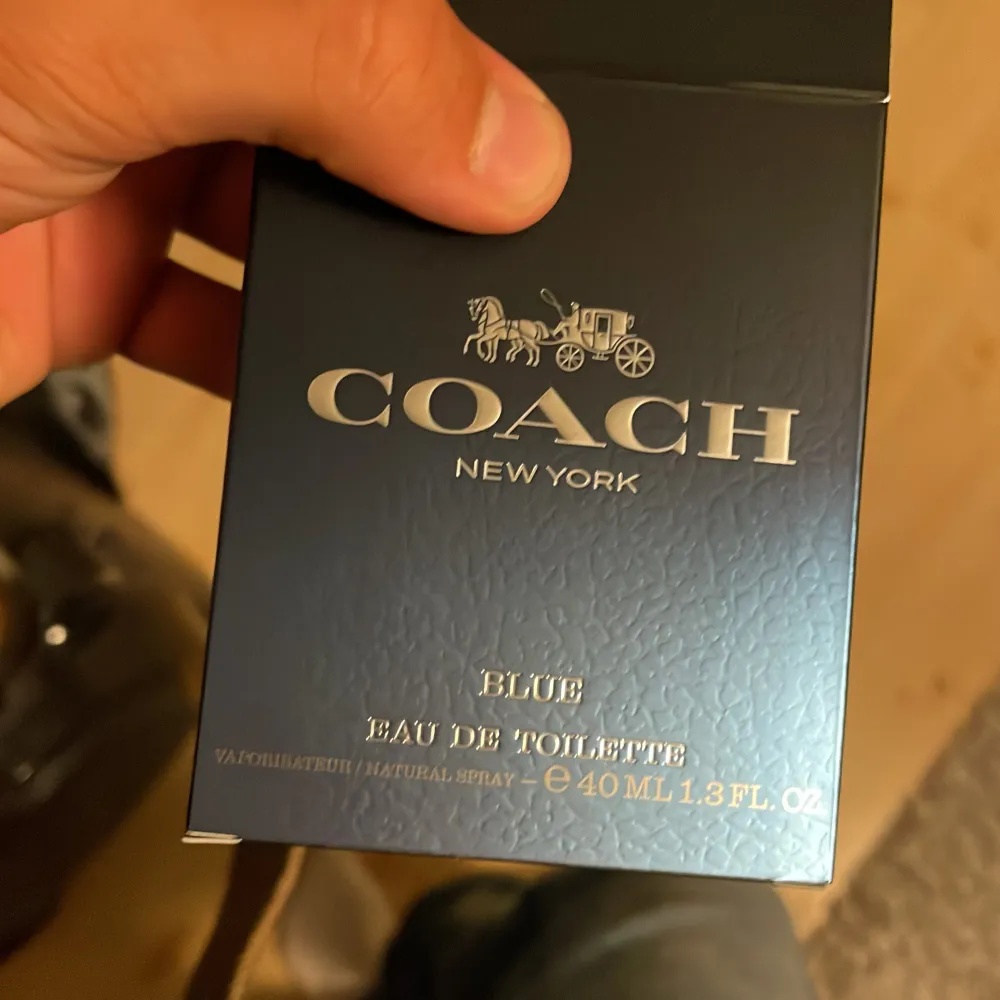 COACH
NEW YORK
BLUE
EAU DE TOILETTE
VAPORISATEUR / NATURAL SPRAY – ℮ 40 ML 1.3 FL. OZ